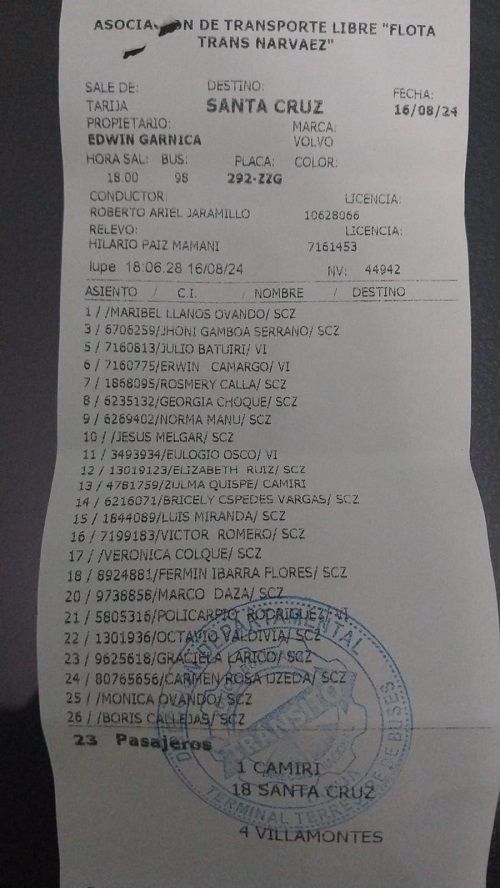 ASOCIA ON DE TRANSPORTE LIBRE "FLOTA
TRANS NARVAEZ"
SALE DE: DESTINO: FECHA:
TARIJA SANTA CRUZ 16/08/24
PROPIETARIO: MARCA:
EDWIN GARNICA VOLVO
HORA SAL: BUS: PLACA: COLOR:
18.00 98 292-ZZG
CONDUCTOR: LICENCIA:
ROBERTO ARIEL JARAMILLO 10628066
RELEVO: LICENCIA:
HILARIO PAIZ MAMANI 7161453
lupe 18:06:28 16/08/24 NV: 44942
ASIENTO / C.I. / NOMBRE / DESTINO
1 / /MARIBEL LLANOS OVANDO/ SCZ
3 / 6706259/JHONI GAMBOA SERRANO/ SCZ
5 / 7160813/JULIO BATUIRI/ VI
6 / 7160775/ERWIN CAMARGO/ VI
7 / 1868095/ROSMERY CALLA/ SCZ
8 / 6235132/GEORGIA CHOQUE/ SCZ
9 / 6269402/NORMA MANU/ SCZ
10 / /JESUS MELGAR/ SCZ
11 / 3493934/EULOGIO OSCO/ VI
12 / 13019123/ELIZABETH RUIZ/ SCZ
13 / 4781759/ZULMA QUISPE/ CAMIRI
14 / 6216071/BRICELY CSPEDES VARGAS/ SCZ
15 / 1844089/LUIS MIRANDA/ SCZ
16 / 7199183/VICTOR ROMERO/ SCZ
17 / /VERONICA COLQUE/ SCZ
18 / 8924881/FERMIN IBARRA FLORES/ SCZ
20 / 9738858/MARCO DAZA/ SCZ
21 / 5805316/POLICARPIO RODRIGUEZ/ VI
22 / 1301936/OCTAVIO VALDIVIA/ SCZ
23 / 9625618/GRACIELA LARICO/ SCZ
24 / 80765656/CARMEN ROSA UZEDA/ SCZ
25 / /MONICA OVANDO/ SCZ
26 / /BORIS CALLEJAS/ SCZ
23 Pasajeros
1 CAMIRI
18 SANTA CRUZ
4 VILLAMONTES
DEPARTAMENTAL
TRANSITO
TERMINAL TERRESTRE DE BUSES